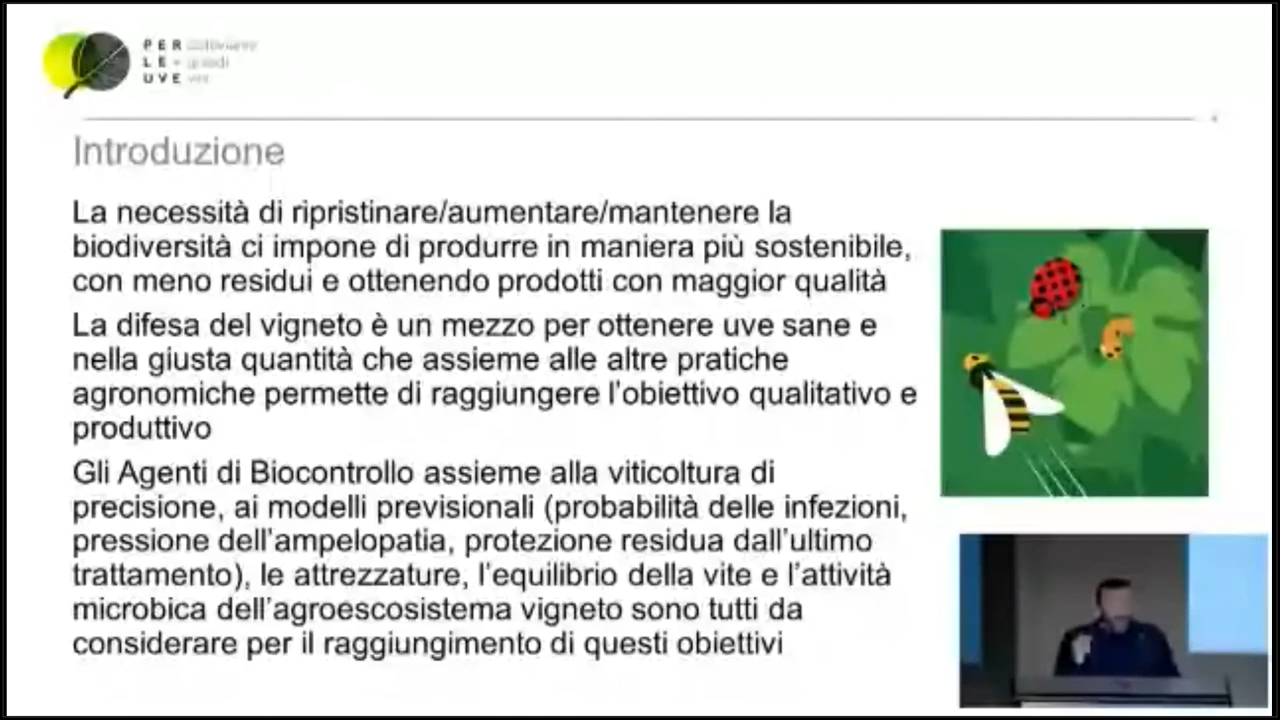 PER
LE
UVE
Introduzione
La necessità di ripristinare/aumentare/mantenere la
biodiversità ci impone di produrre in maniera più sostenibile,
con meno residui e ottenendo prodotti con maggior qualità
La difesa del vigneto è un mezzo per ottenere uve sane e
nella giusta quantità che assieme alle altre pratiche
agronomiche permette di raggiungere l'obiettivo qualitativo e
produttivo
Gli Agenti di Biocontrollo assieme alla viticoltura di
precisione, ai modelli previsionali (probabilità delle infezioni,
pressione dell'ampelopatia, protezione residua dall'ultimo
trattamento), le attrezzature, l'equilibrio della vite e l'attività
microbica dell'agroescosistema vigneto sono tutti da
considerare per il raggiungimento di questi obiettivi